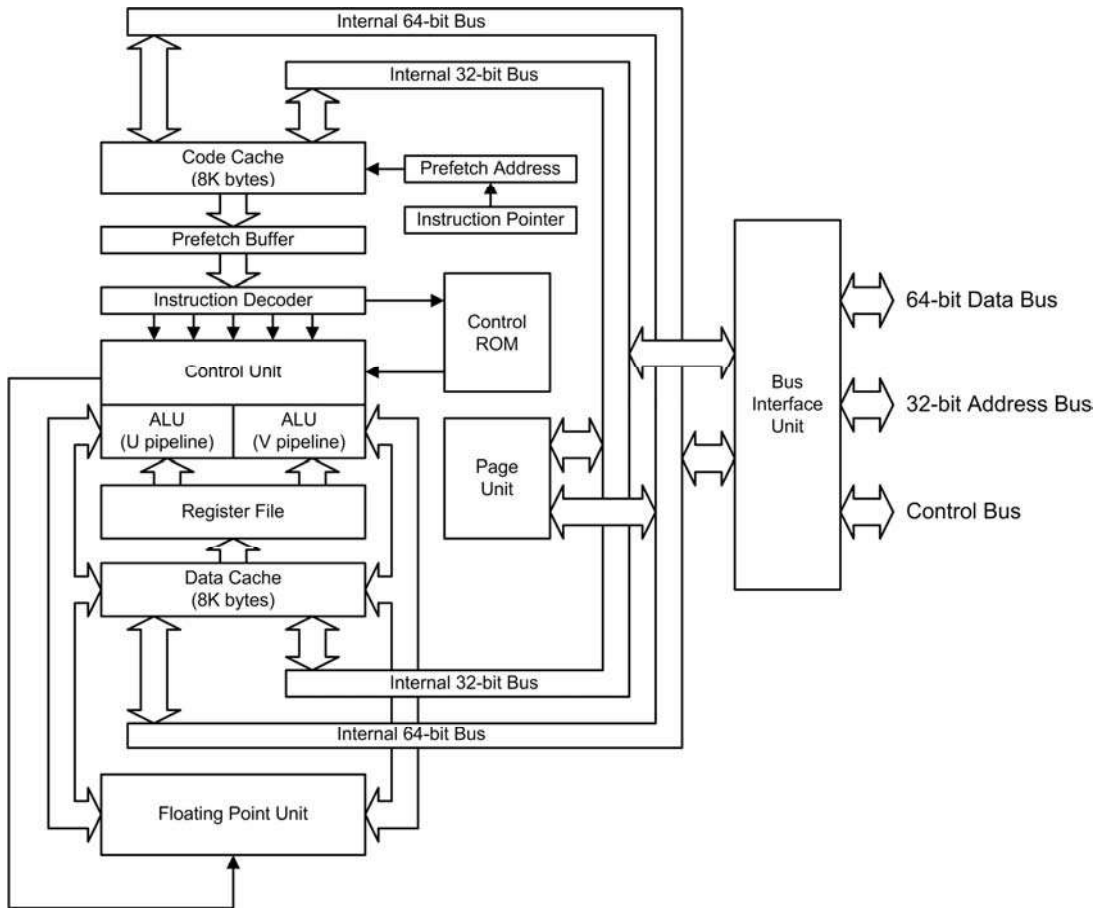 Internal 64-bit Bus
Internal 32-bit Bus
Code Cache
(8K bytes)
Prefetch Address
Instruction Pointer
Prefetch Buffer
Instruction Decoder
Control
ROM
Control Unit
ALU
(U pipeline)
ALU
(V pipeline)
Register File
Data Cache
(8K bytes)
Page
Unit
Bus
Interface
Unit
64-bit Data Bus
32-bit Address Bus
Control Bus
Internal 32-bit Bus
Internal 64-bit Bus
Floating Point Unit